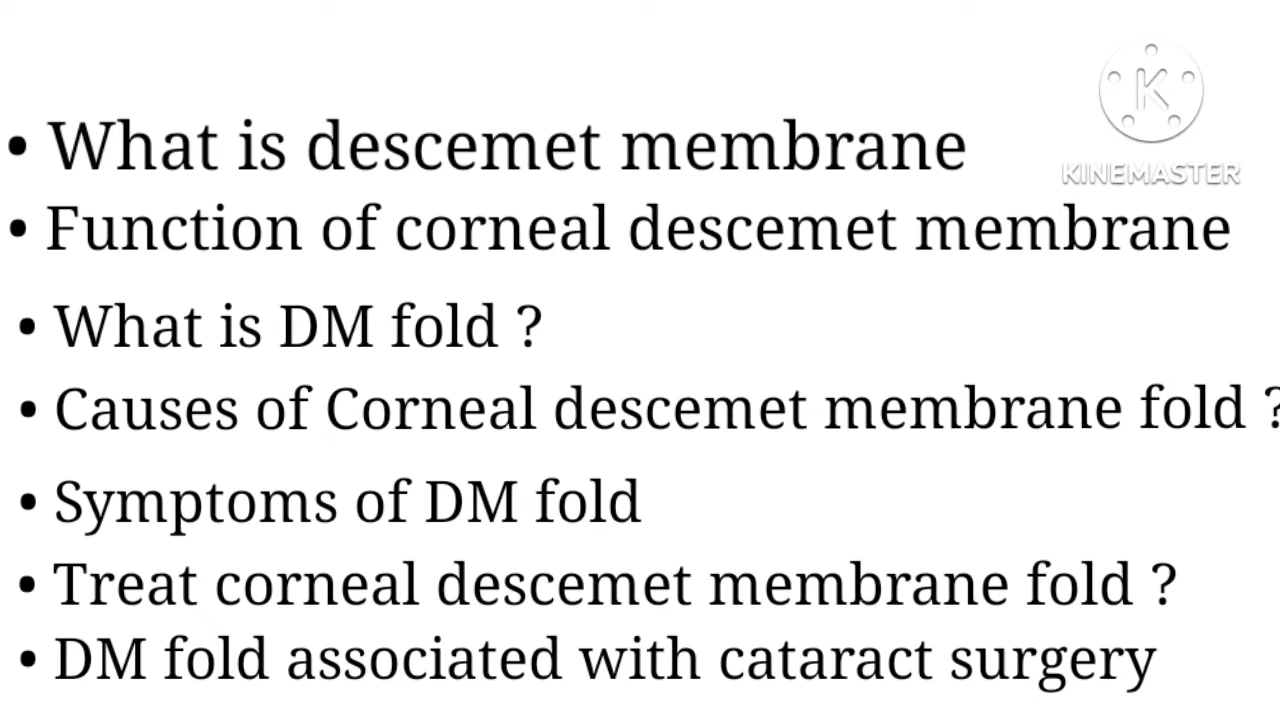 • What is descemet membrane
K
KINEMASTER
• Function of corneal descemet membrane
• What is DM fold ?
• Causes of Corneal descemet membrane fold ?
• Symptoms of DM fold
• Treat corneal descemet membrane fold ?
• DM fold associated with cataract surgery